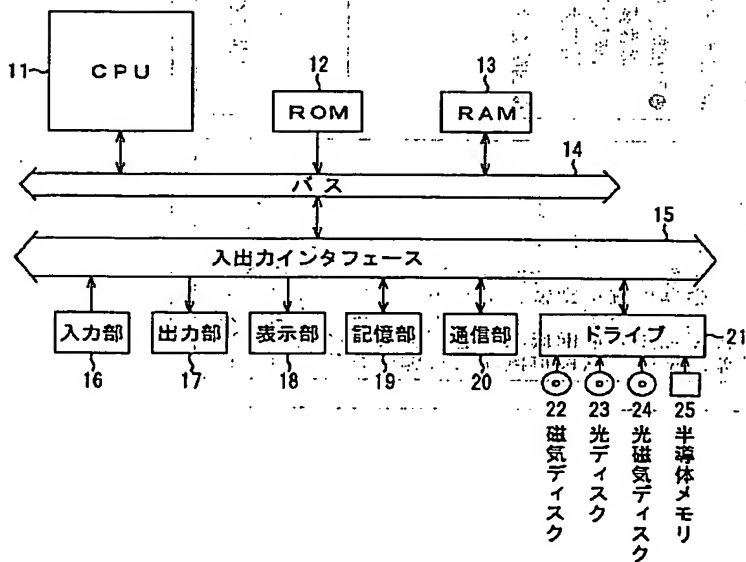 11
CPU
12
ROM
13
RAM
14
バス
15
入出力インタフェース
入力部
出力部
表示部
記憶部
通信部
ドライブ
21
16
17
18
19
20
22
23
24
25
磁気ディスク
光ディスク
光磁気ディスク
半導体メモリ